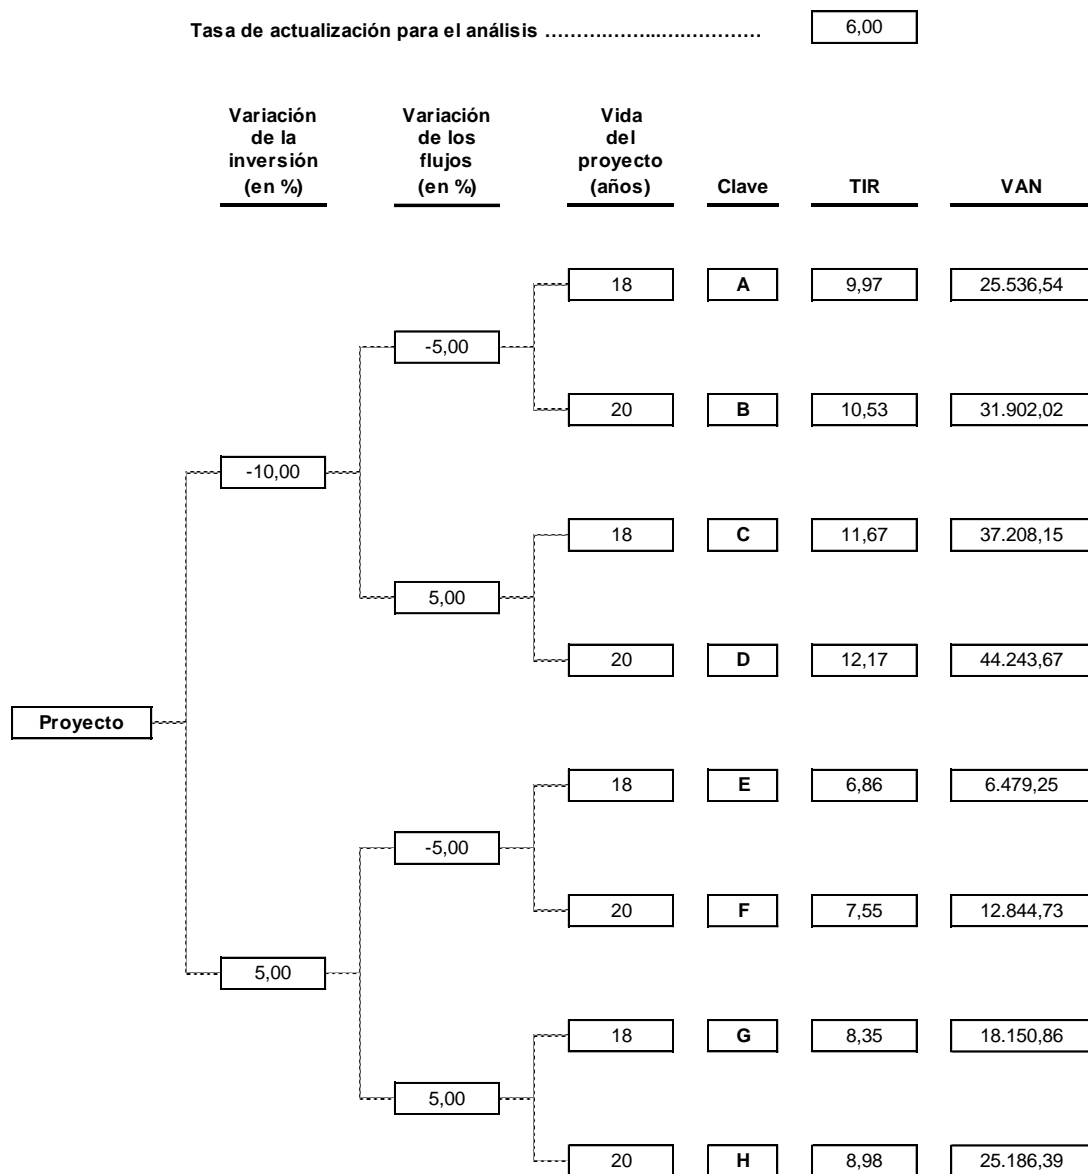 Tasa de actualización para el análisis ……….……...….………… 6,00
Variación Variación Vida
de la de los del
inversión flujos proyecto
(en %) (en %) (años) Clave TIR VAN
18 A 9,97 25.536,54
-5,00
20 B 10,53 31.902,02
-10,00
18 C 11,67 37.208,15
5,00
20 D 12,17 44.243,67
Proyecto
18 E 6,86 6.479,25
-5,00
20 F 7,55 12.844,73
5,00
18 G 8,35 18.150,86
5,00
20 H 8,98 25.186,39